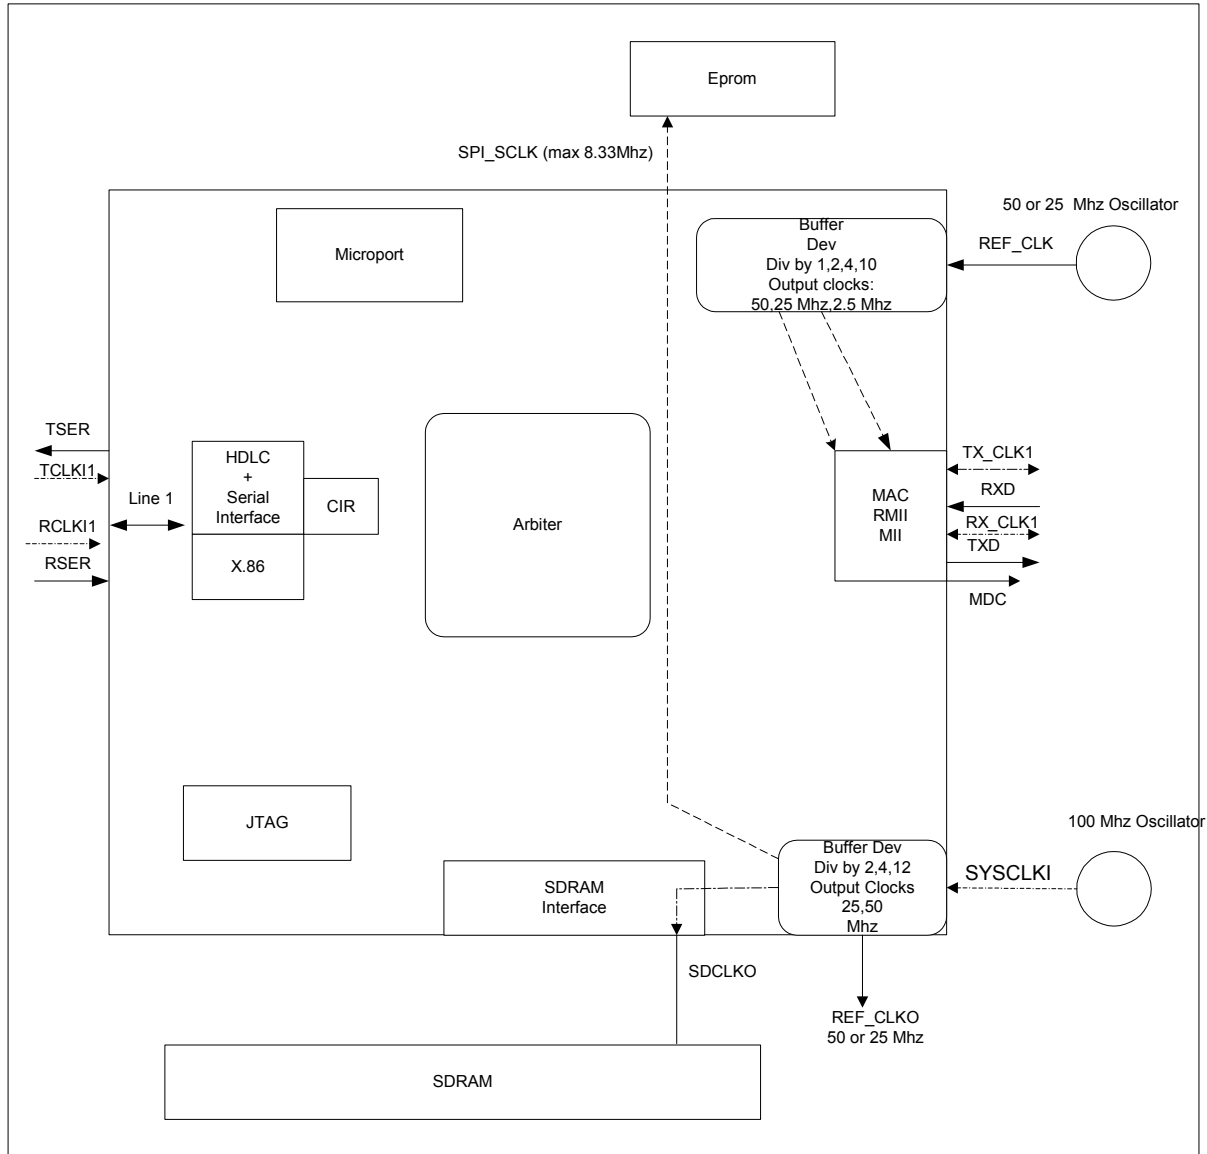 Eprom
SPI_SCLK (max 8.33Mhz)
50 or 25 Mhz Oscillator
REF_CLK
Buffer
Dev
Div by 1,2,4,10
Output clocks:
50,25 Mhz,2.5 Mhz
Microport
TSER
TCLKI1
Line 1
RCLKI1
RSER
HDLC
+
Serial
Interface
CIR
X.86
Arbiter
MAC
RMII
MII
TX_CLK1
RXD
RX_CLK1
TXD
MDC
JTAG
100 Mhz Oscillator
SYSCLKI
Buffer Dev
Div by 2,4,12
Output Clocks
25,50
Mhz
SDRAM
Interface
SDCLKO
REF_CLKO
50 or 25 Mhz
SDRAM